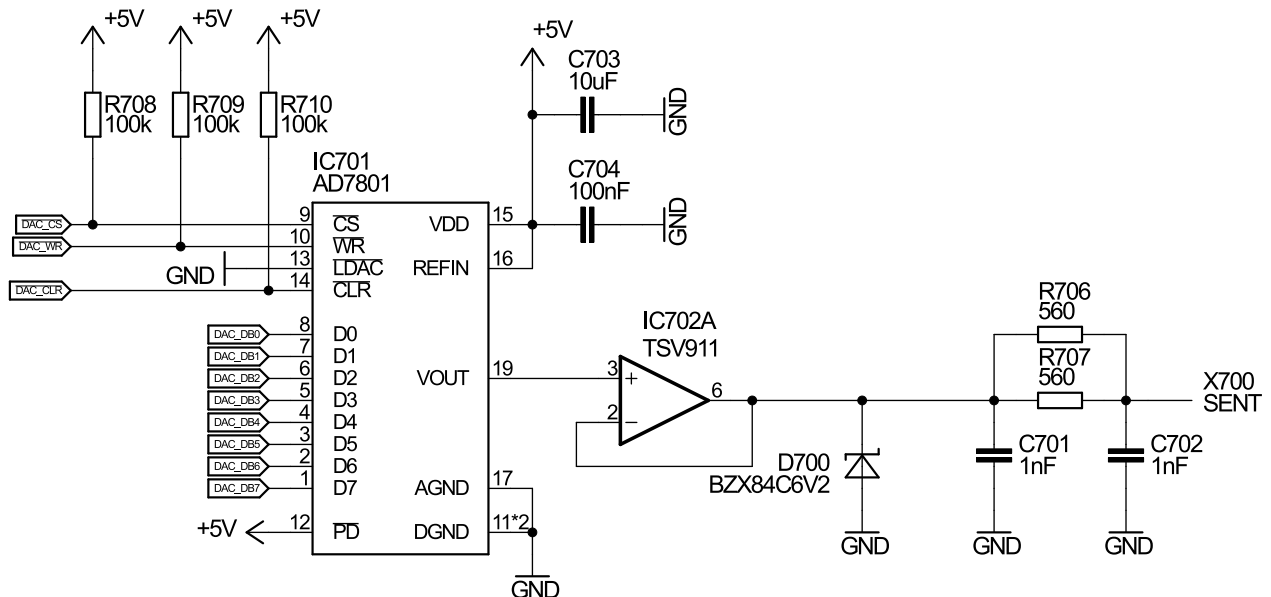 +5V
+5V
+5V
+5V
R708
100k
R709
100k
R710
100k
C703
10uF
GND
IC701
AD7801
C704
100nF
GND
DAC_CS
9
CS
VDD
15
DAC_WR
10
WR
GND
13
LDAC
REFIN
16
DAC_CLR
14
CLR
DAC_DB0
8
D0
DAC_DB1
7
D1
DAC_DB2
6
D2
VOUT
19
DAC_DB3
5
D3
DAC_DB4
4
D4
DAC_DB5
3
D5
DAC_DB6
2
D6
DAC_DB7
1
D7
AGND
17
+5V
12
PD
DGND
11*2
GND
IC702A
TSV911
3
+
2
−
6
D700
BZX84C6V2
GND
R706
560
R707
560
C701
1nF
GND
C702
1nF
GND
X700
SENT